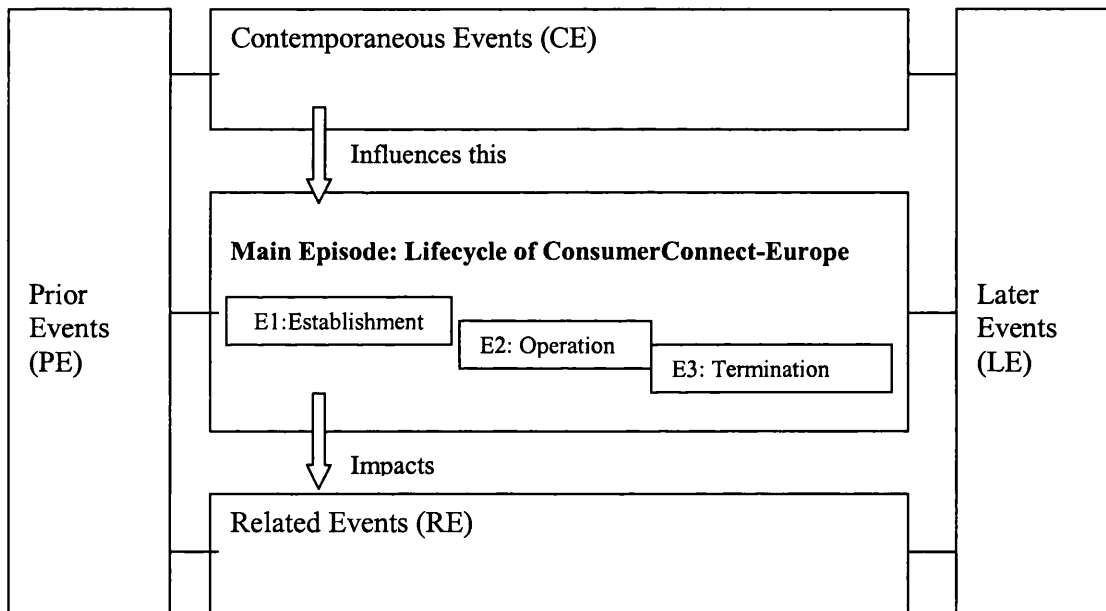 Contemporaneous Events (CE)
Influences this
Main Episode: Lifecycle of ConsumerConnect-Europe
Prior
Events
(PE)
E1:Establishment
E2: Operation
E3: Termination
Later
Events
(LE)
Impacts
Related Events (RE)